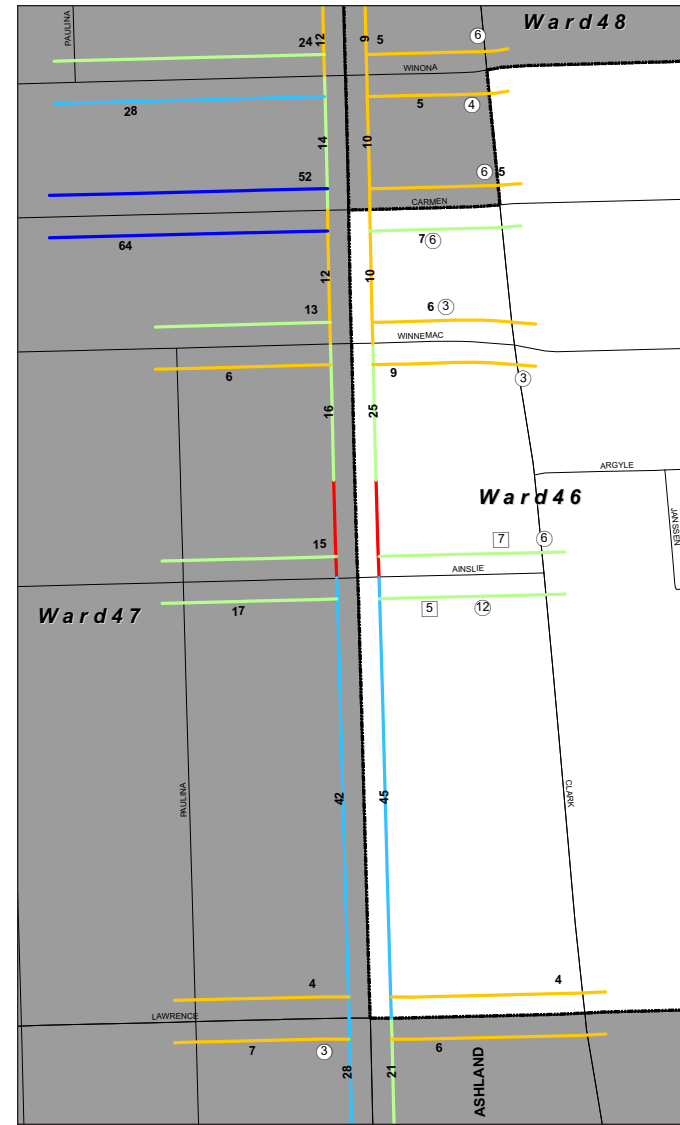 PAULINA
24
12
9
5
6
Ward48
WINONA
28
5
4
14
10
52
6
5
CARMEN
64
7
6
12
10
13
6
3
WINNEMAC
6
9
3
16
25
ARGYLE
Ward46
JANSSEN
15
7
6
AINSLIE
Ward47
17
5
12
PAULINA
42
45
CLARK
4
4
LAWRENCE
7
3
28
21
6
ASHLAND